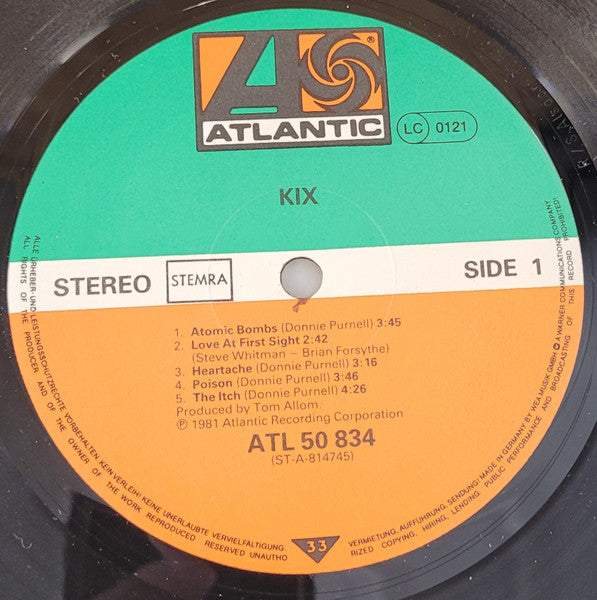 ATLANTIC
®
LC 0121
KIX
STEREO
STEMRA
SIDE 1
1. Atomic Bombs (Donnie Purnell) 3:45
2. Love At First Sight 2:42
(Steve Whitman – Brian Forsythe)
3. Heartache (Donnie Purnell) 3:16
4. Poison (Donnie Purnell) 3:46
5. The Itch (Donnie Purnell) 4:26
Produced by Tom Allom.
℗ 1981 Atlantic Recording Corporation
ATL 50 834
(ST-A-814745)
33
ALLE URHEBER- UND LEISTUNGSSCHUTZRECHTE VORBEHALTEN. KEIN VERLEIH! KEINE UNERLAUBTE VERVIELFÄLTIGUNG,
VERMIETUNG, AUFFÜHRUNG, SENDUNG! MADE IN GERMANY BY WEA MUSIK GMBH A WARNER COMMUNICATIONS COMPANY
ALL RIGHTS OF THE PRODUCER AND OF THE OWNER OF THE WORK REPRODUCED RESERVED UNAUTHO
RIZED COPYING, HIRING, LENDING, PUBLIC PERFORMANCE AND BROADCASTING OF THIS RECORD PROHIBITED!